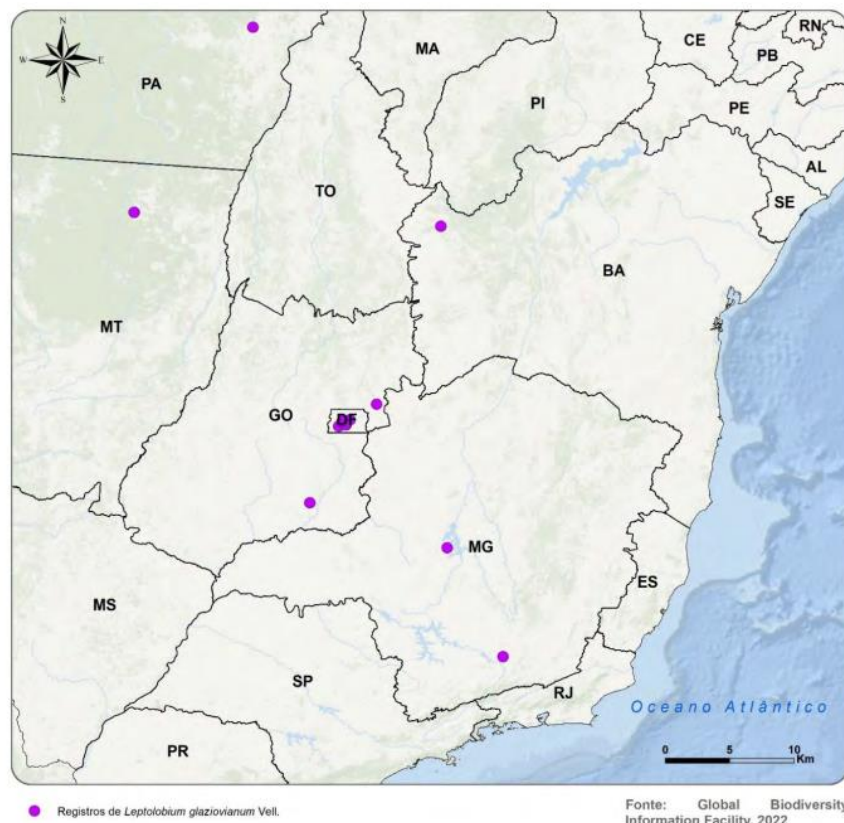 N
W
E
S
PA
MA
CE
RN
PB
PI
PE
AL
SE
TO
BA
MT
GO
DF
MG
ES
MS
SP
RJ
PR
Oceano Atlântico
0 5 10
Km
Registros de Leptolobium glaziovianum Vell.
Fonte: Global Biodiversity
Information Facility, 2022